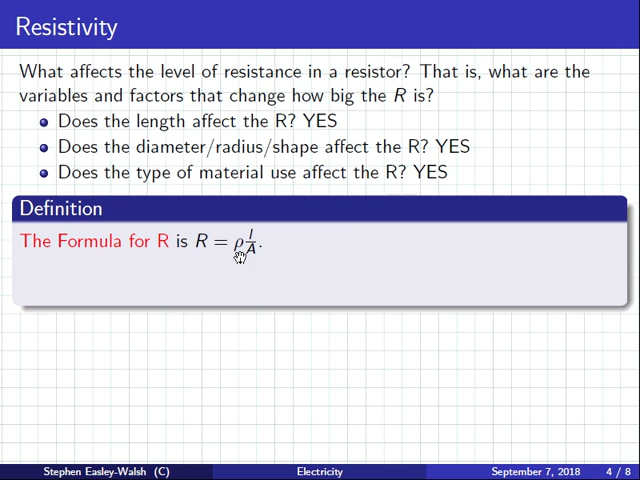 Resistivity
What affects the level of resistance in a resistor? That is, what are the
variables and factors that change how big the R is?
Does the length affect the R? YES
Does the diameter/radius/shape affect the R? YES
Does the type of material use affect the R? YES
Definition
The Formula for R is R = ρ l/A.
Stephen Easley-Walsh (C) Electricity September 7, 2018 4 / 8